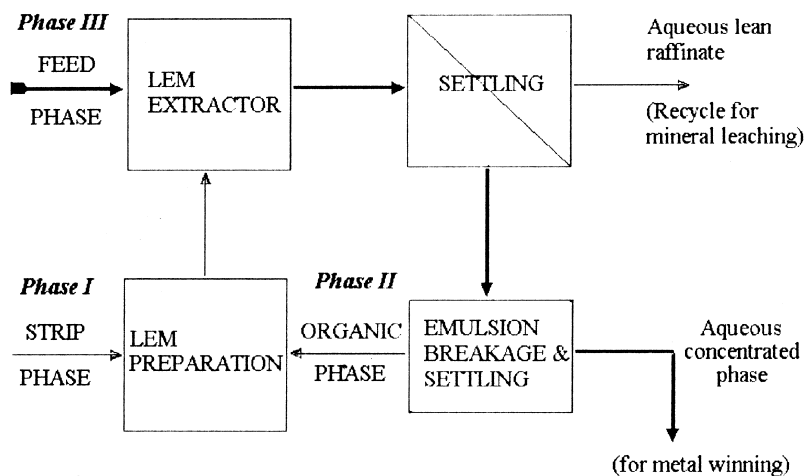 Phase III
FEED
PHASE
LEM
EXTRACTOR
SETTLING
Aqueous lean
raffinate
(Recycle for
mineral leaching)
Phase I
STRIP
PHASE
LEM
PREPARATION
Phase II
ORGANIC
PHASE
EMULSION
BREAKAGE &
SETTLING
Aqueous
concentrated
phase
(for metal winning)